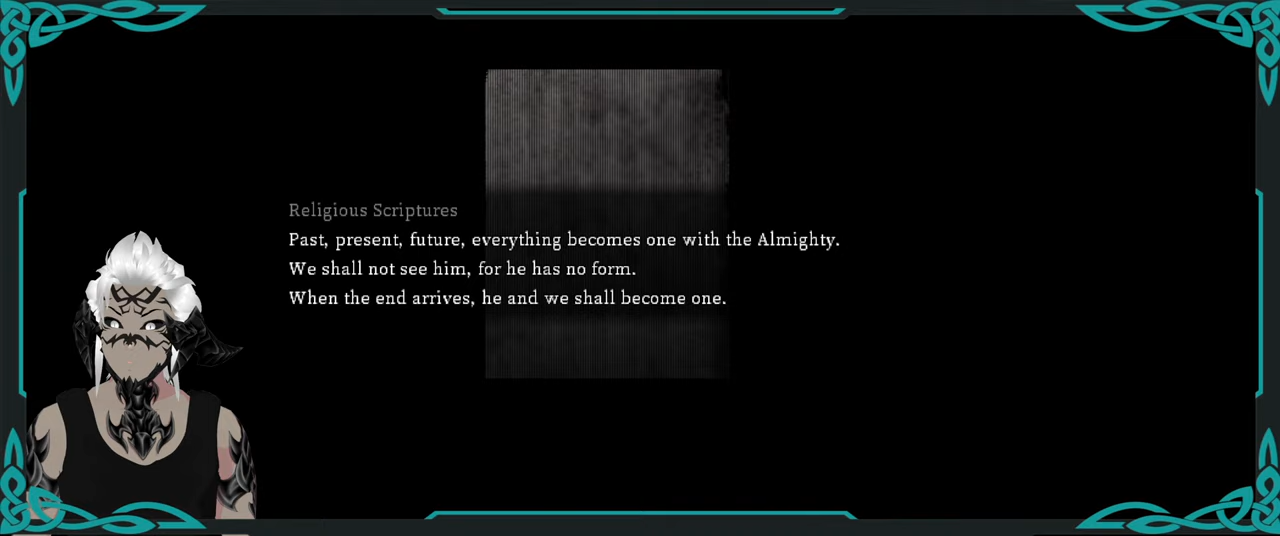 Religious Scriptures
Past, present, future, everything becomes one with the Almighty.
We shall not see him, for he has no form.
When the end arrives, he and we shall become one.